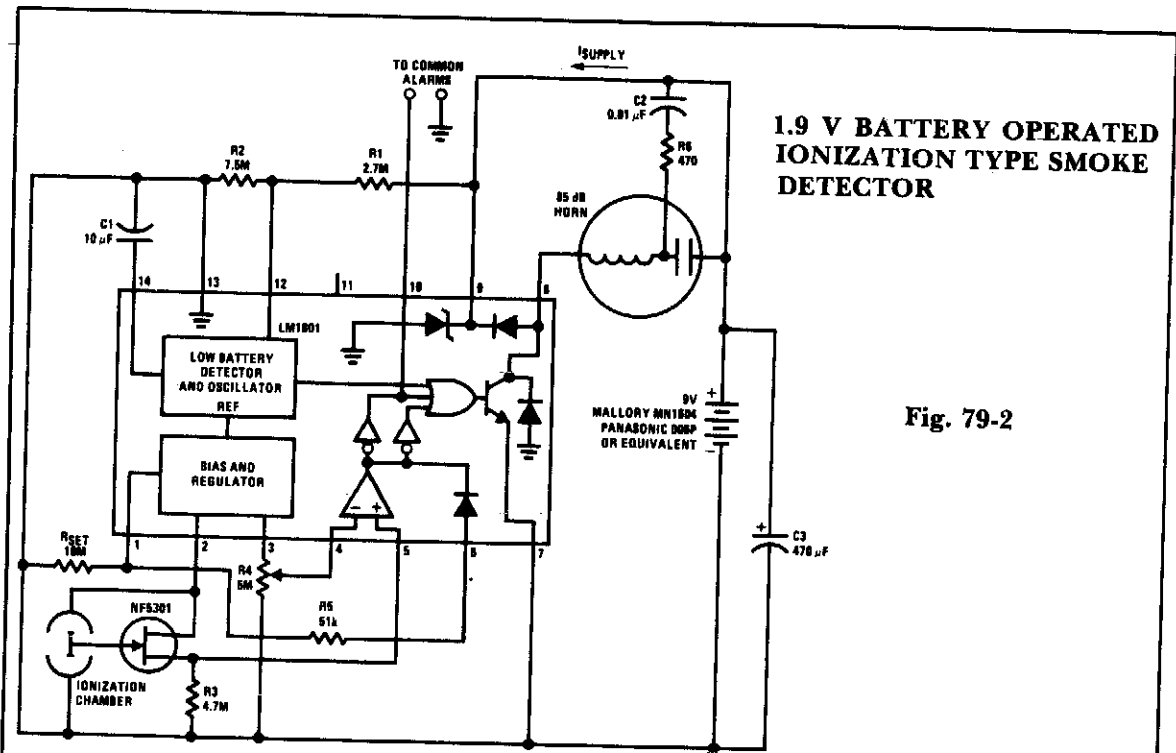 ISUPPLY
TO COMMON
ALARMS
C2
0.01 µF
R6
470
1.9 V BATTERY OPERATED
IONIZATION TYPE SMOKE
DETECTOR
R2
7.5M
R1
2.7M
85 dB
HORN
C1
10 µF
14
13
12
11
10
9
8
LM1801
LOW BATTERY
DETECTOR
AND OSCILLATOR
REF
BIAS AND
REGULATOR
9V
MALLORY MN1604
PANASONIC 006P
OR EQUIVALENT
+
−
Fig. 79-2
− +
RSET
10M
1
2
3
4
5
6
7
R4
5M
+
C3
470 µF
NF5301
R5
51k
IONIZATION
CHAMBER
R3
4.7M